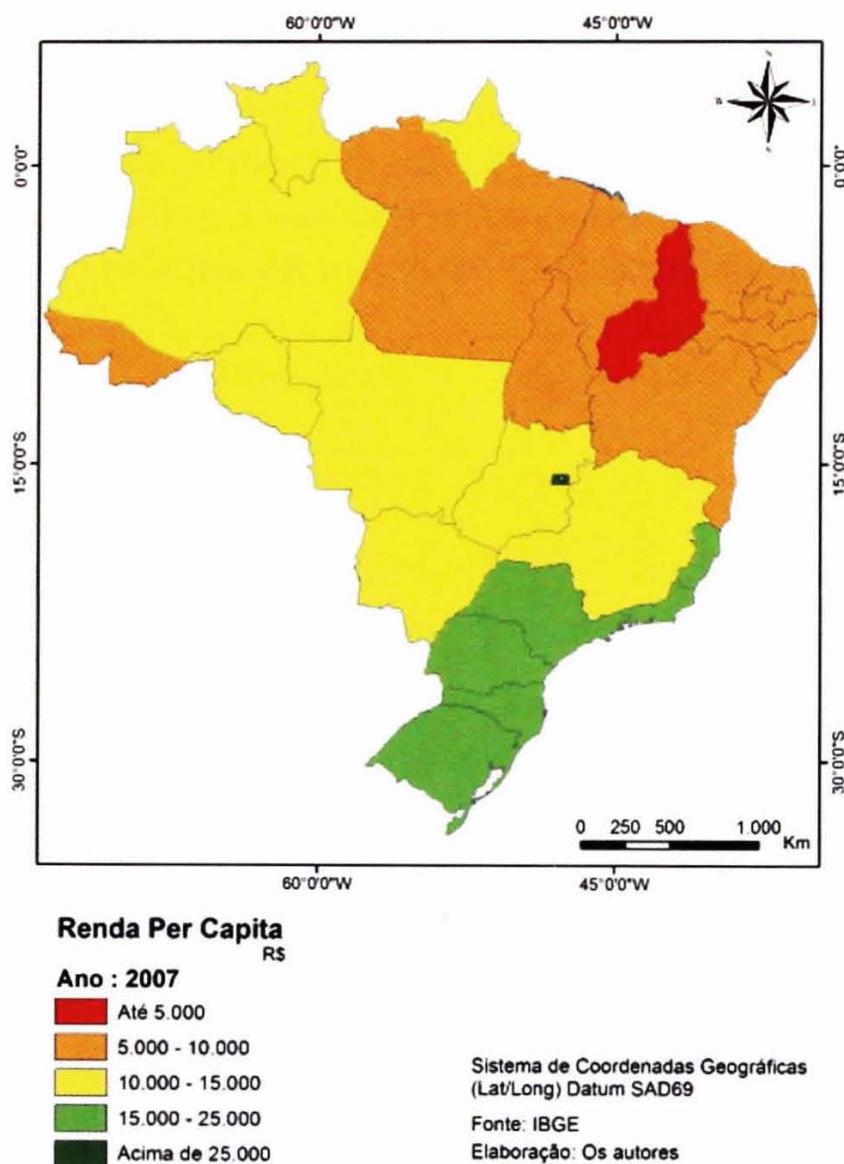 60°0'0"W 45°0'0"W
0°0'0"
0°0'0"
15°0'0"S
15°0'0"S
30°0'0"S
30°0'0"S
0 250 500 1.000
Km
60°0'0"W 45°0'0"W
Renda Per Capita
R$
Ano : 2007
Até 5.000
5.000 - 10.000
10.000 - 15.000
15.000 - 25.000
Acima de 25.000
Sistema de Coordenadas Geográficas
(Lat/Long) Datum SAD69
Fonte: IBGE
Elaboração: Os autores